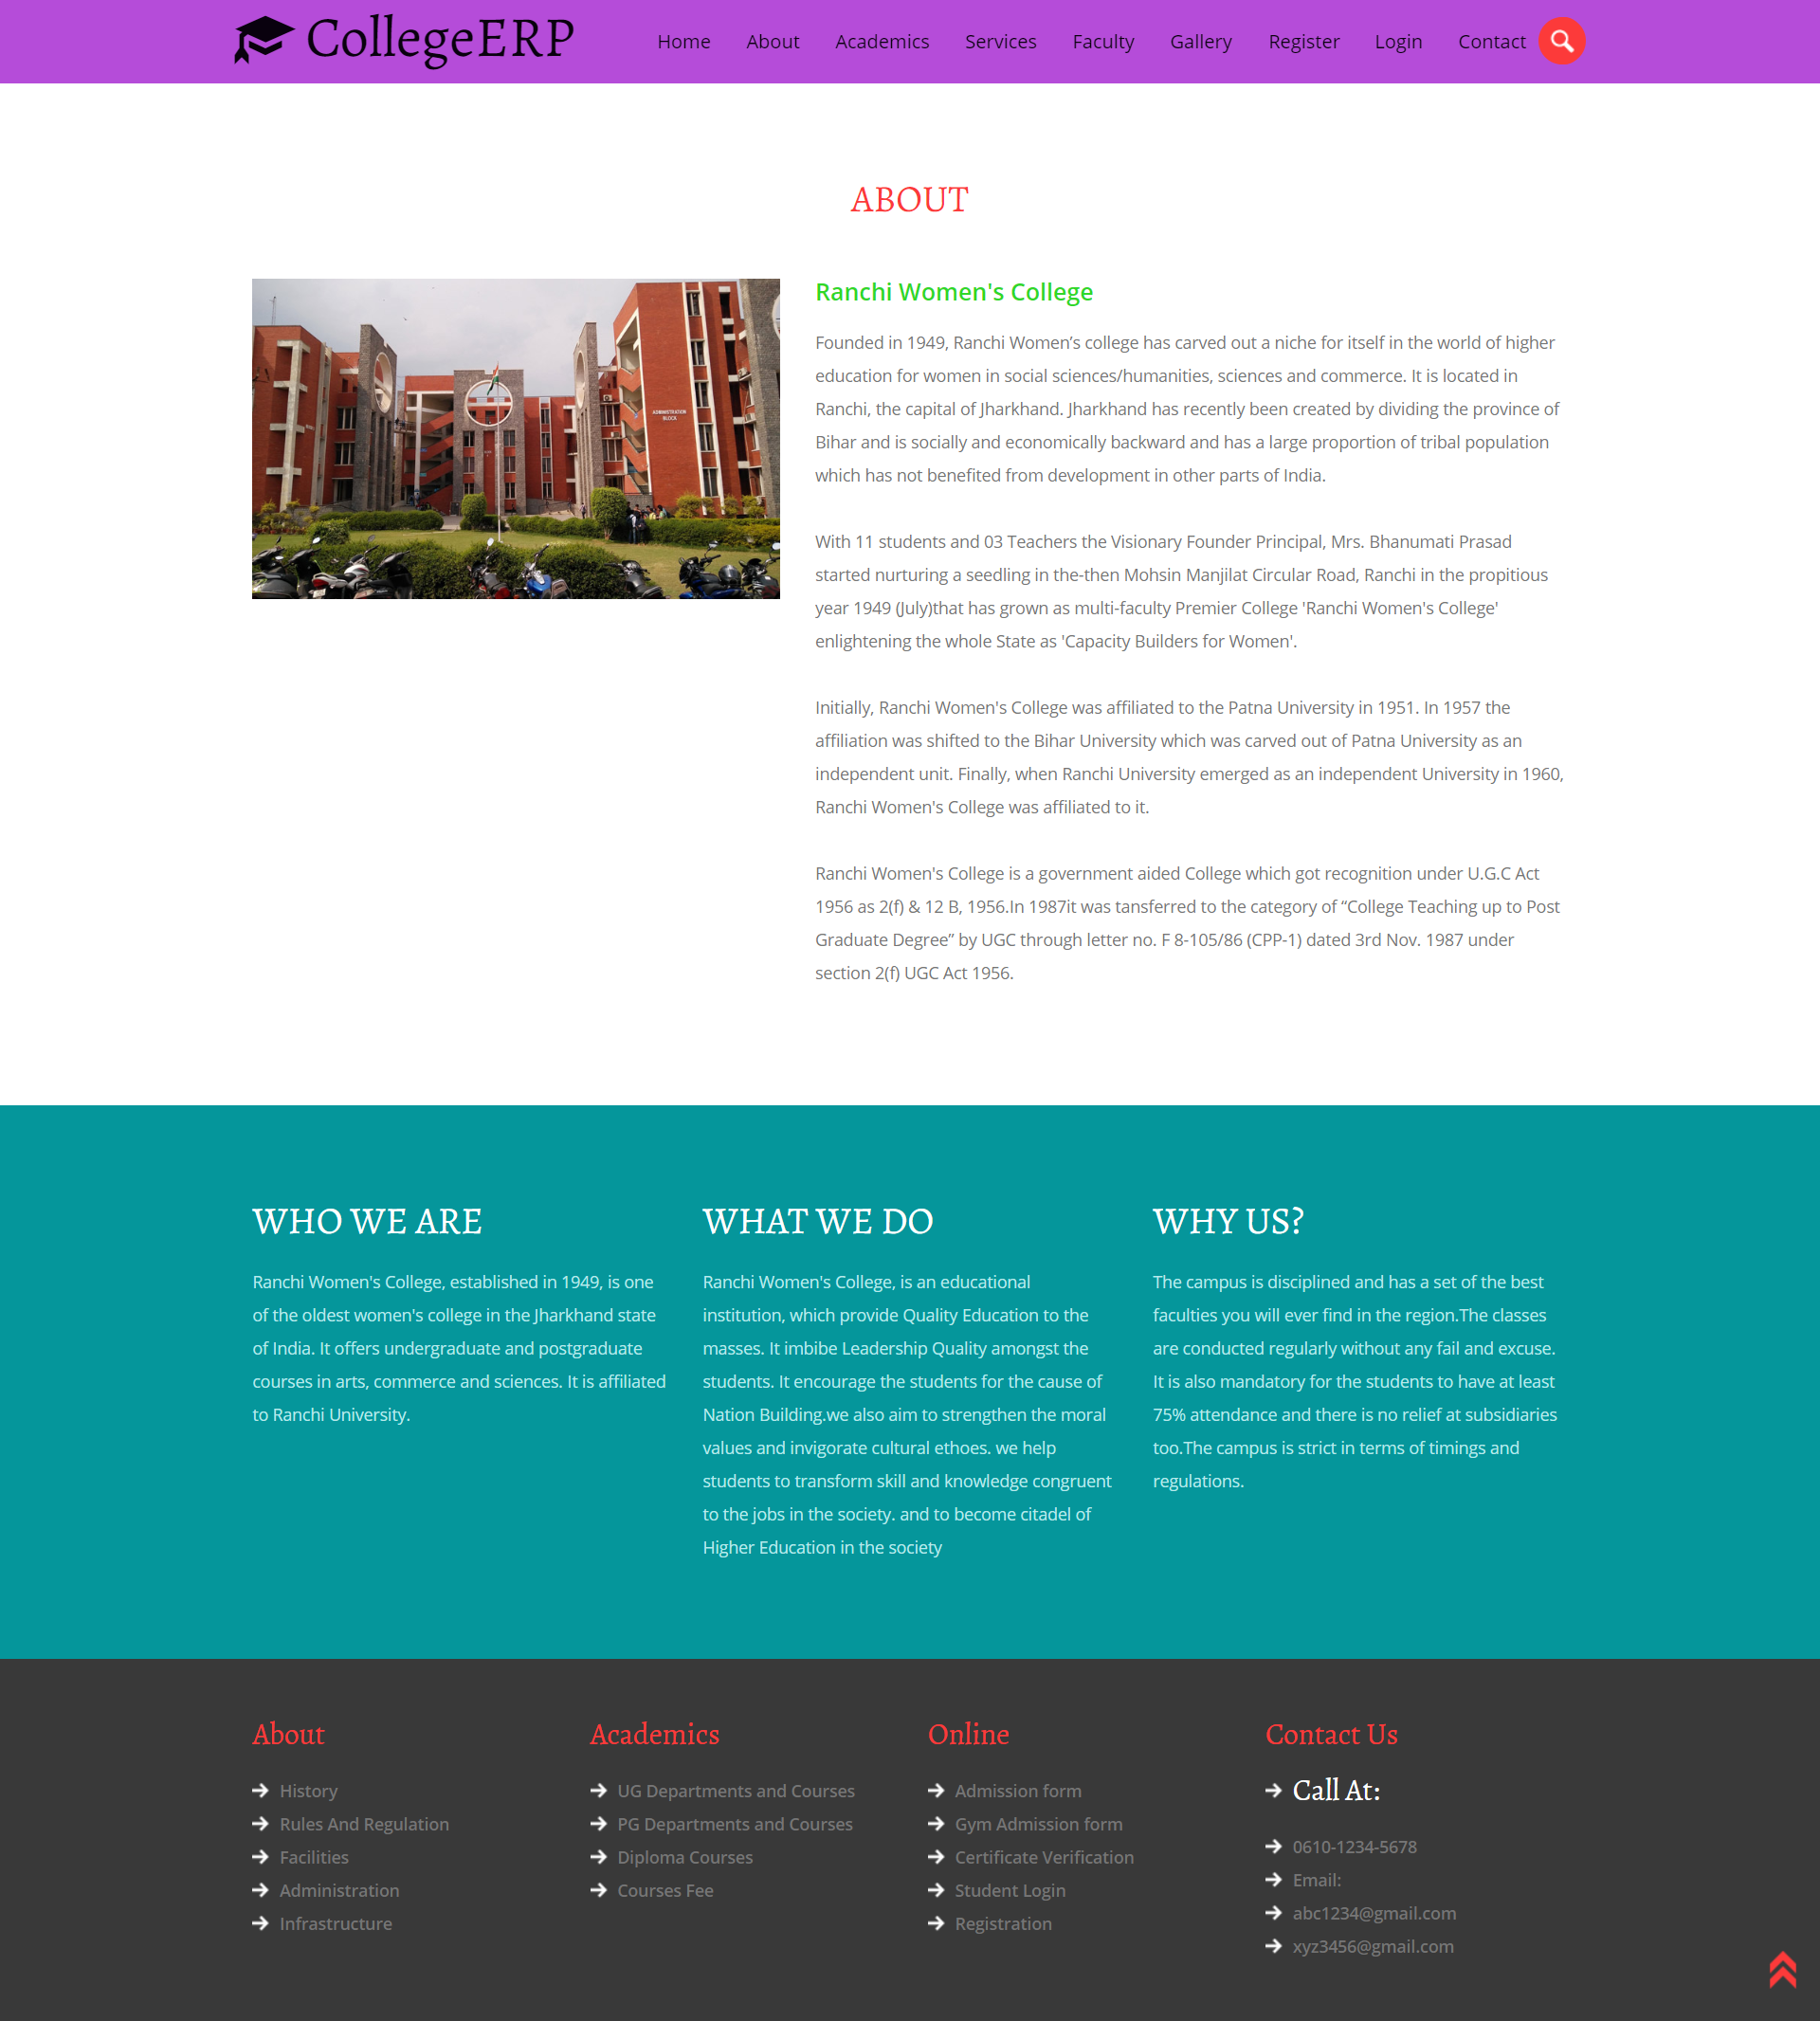 CollegeERP
Home About Academics Services Faculty Gallery Register Login Contact
ABOUT
ADMINISTRATION
BLOCK
Ranchi Women's College
Founded in 1949, Ranchi Women’s college has carved out a niche for itself in the world of higher
education for women in social sciences/humanities, sciences and commerce. It is located in
Ranchi, the capital of Jharkhand. Jharkhand has recently been created by dividing the province of
Bihar and is socially and economically backward and has a large proportion of tribal population
which has not benefited from development in other parts of India.
With 11 students and 03 Teachers the Visionary Founder Principal, Mrs. Bhanumati Prasad
started nurturing a seedling in the-then Mohsin Manjilat Circular Road, Ranchi in the propitious
year 1949 (July)that has grown as multi-faculty Premier College 'Ranchi Women's College'
enlightening the whole State as 'Capacity Builders for Women'.
Initially, Ranchi Women's College was affiliated to the Patna University in 1951. In 1957 the
affiliation was shifted to the Bihar University which was carved out of Patna University as an
independent unit. Finally, when Ranchi University emerged as an independent University in 1960,
Ranchi Women's College was affiliated to it.
Ranchi Women's College is a government aided College which got recognition under U.G.C Act
1956 as 2(f) & 12 B, 1956.In 1987it was tansferred to the category of “College Teaching up to Post
Graduate Degree” by UGC through letter no. F 8-105/86 (CPP-1) dated 3rd Nov. 1987 under
section 2(f) UGC Act 1956.
WHO WE ARE
Ranchi Women's College, established in 1949, is one
of the oldest women's college in the Jharkhand state
of India. It offers undergraduate and postgraduate
courses in arts, commerce and sciences. It is affiliated
to Ranchi University.
WHAT WE DO
Ranchi Women's College, is an educational
institution, which provide Quality Education to the
masses. It imbibe Leadership Quality amongst the
students. It encourage the students for the cause of
Nation Building.we also aim to strengthen the moral
values and invigorate cultural ethoes. we help
students to transform skill and knowledge congruent
to the jobs in the society. and to become citadel of
Higher Education in the society
WHY US?
The campus is disciplined and has a set of the best
faculties you will ever find in the region.The classes
are conducted regularly without any fail and excuse.
It is also mandatory for the students to have at least
75% attendance and there is no relief at subsidiaries
too.The campus is strict in terms of timings and
regulations.
About
History
Rules And Regulation
Facilities
Administration
Infrastructure
Academics
UG Departments and Courses
PG Departments and Courses
Diploma Courses
Courses Fee
Online
Admission form
Gym Admission form
Certificate Verification
Student Login
Registration
Contact Us
Call At:
0610-1234-5678
Email:
abc1234@gmail.com
xyz3456@gmail.com